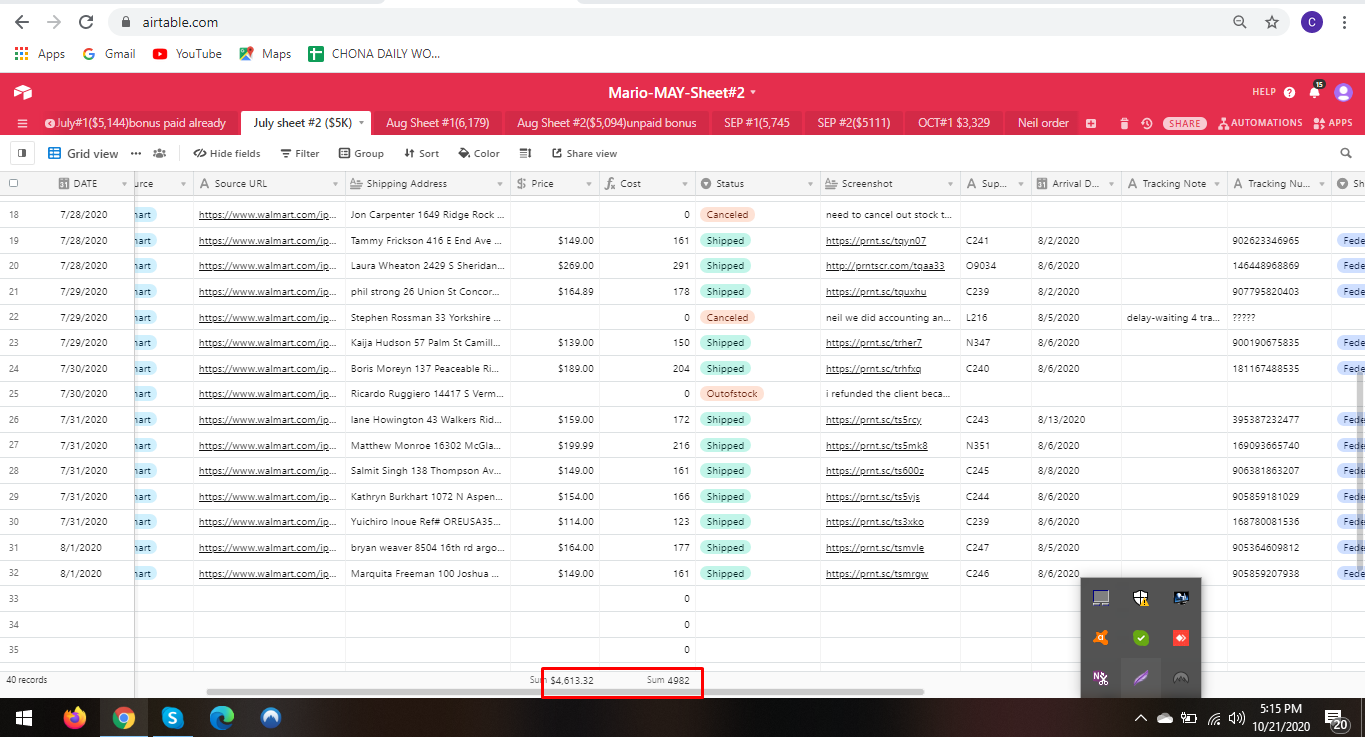 airtable.com
C
Apps Gmail YouTube Maps CHONA DAILY WO...
Mario-MAY-Sheet#2
HELP 15
July#1($5,144)bonus paid already July sheet #2 ($5K) Aug Sheet #1(6,179) Aug Sheet #2($5,094)unpaid bonus SEP #1(5,745 SEP #2($5111) OCT#1 $3,329 Neil order SHARE AUTOMATIONS APPS
Grid view Hide fields Filter Group Sort Color Share view
DATE urce Source URL Shipping Address Price Cost Status Screenshot Sup... Arrival D... Tracking Note Tracking Nu... Sh
18 7/28/2020 nart https://www.walmart.com/ip... Jon Carpenter 1649 Ridge Rock ... 0 Canceled need to cancel out stock t...
19 7/28/2020 nart https://www.walmart.com/ip... Tammy Frickson 416 E End Ave ... $149.00 161 Shipped https://prnt.sc/tqyn07 C241 8/2/2020 902623346965 Fede
20 7/28/2020 nart https://www.walmart.com/ip... Laura Wheaton 2429 S Sheridan... $269.00 291 Shipped http://prntscr.com/tqaa33 O9034 8/6/2020 146448968869 Fede
21 7/29/2020 nart https://www.walmart.com/ip... phil strong 26 Union St Concor... $164.89 178 Shipped https://prnt.sc/tquxhu C239 8/2/2020 907795820403 Fede
22 7/29/2020 nart https://www.walmart.com/ip... Stephen Rossman 33 Yorkshire ... 0 Canceled neil we did accounting an... L216 8/5/2020 delay-waiting 4 tra... ?????
23 7/29/2020 nart https://www.walmart.com/ip... Kaija Hudson 57 Palm St Camill... $139.00 150 Shipped https://prnt.sc/trher7 N347 8/6/2020 900190675835 Fede
24 7/30/2020 nart https://www.walmart.com/ip... Boris Moreyn 137 Peaceable Ri... $189.00 204 Shipped https://prnt.sc/trhfxq C240 8/6/2020 181167488535 Fede
25 7/30/2020 nart https://www.walmart.com/ip... Ricardo Ruggiero 14417 S Verm... 0 Outofstock i refunded the client beca...
26 7/31/2020 nart https://www.walmart.com/ip... lane Howington 43 Walkers Rid... $159.00 172 Shipped https://prnt.sc/ts5rcy C243 8/13/2020 395387232477 Fede
27 7/31/2020 nart https://www.walmart.com/ip... Matthew Monroe 16302 McGla... $199.99 216 Shipped https://prnt.sc/ts5mk8 N351 8/6/2020 169093665740 Fede
28 7/31/2020 nart https://www.walmart.com/ip... Salmit Singh 138 Thompson Av... $149.00 161 Shipped https://prnt.sc/ts600z C245 8/8/2020 906381863207 Fede
29 7/31/2020 nart https://www.walmart.com/ip... Kathryn Burkhart 1072 N Aspen... $154.00 166 Shipped https://prnt.sc/ts5vjs C244 8/6/2020 905859181029 Fede
30 7/31/2020 nart https://www.walmart.com/ip... Yuichiro Inoue Ref# OREUSA35... $114.00 123 Shipped https://prnt.sc/ts3xko C239 8/6/2020 168780081536 Fede
31 8/1/2020 nart https://www.walmart.com/ip... bryan weaver 8504 16th rd argo... $164.00 177 Shipped https://prnt.sc/tsmvle C247 8/5/2020 905364609812 Fede
32 8/1/2020 nart https://www.walmart.com/ip... Marquita Freeman 100 Joshua ... $149.00 161 Shipped https://prnt.sc/tsmrgw C246 8/6/2020 905859207938 Fede
33 0
34 0
35 0
40 records Sum $4,613.32 Sum 4982
5:15 PM
10/21/2020
20